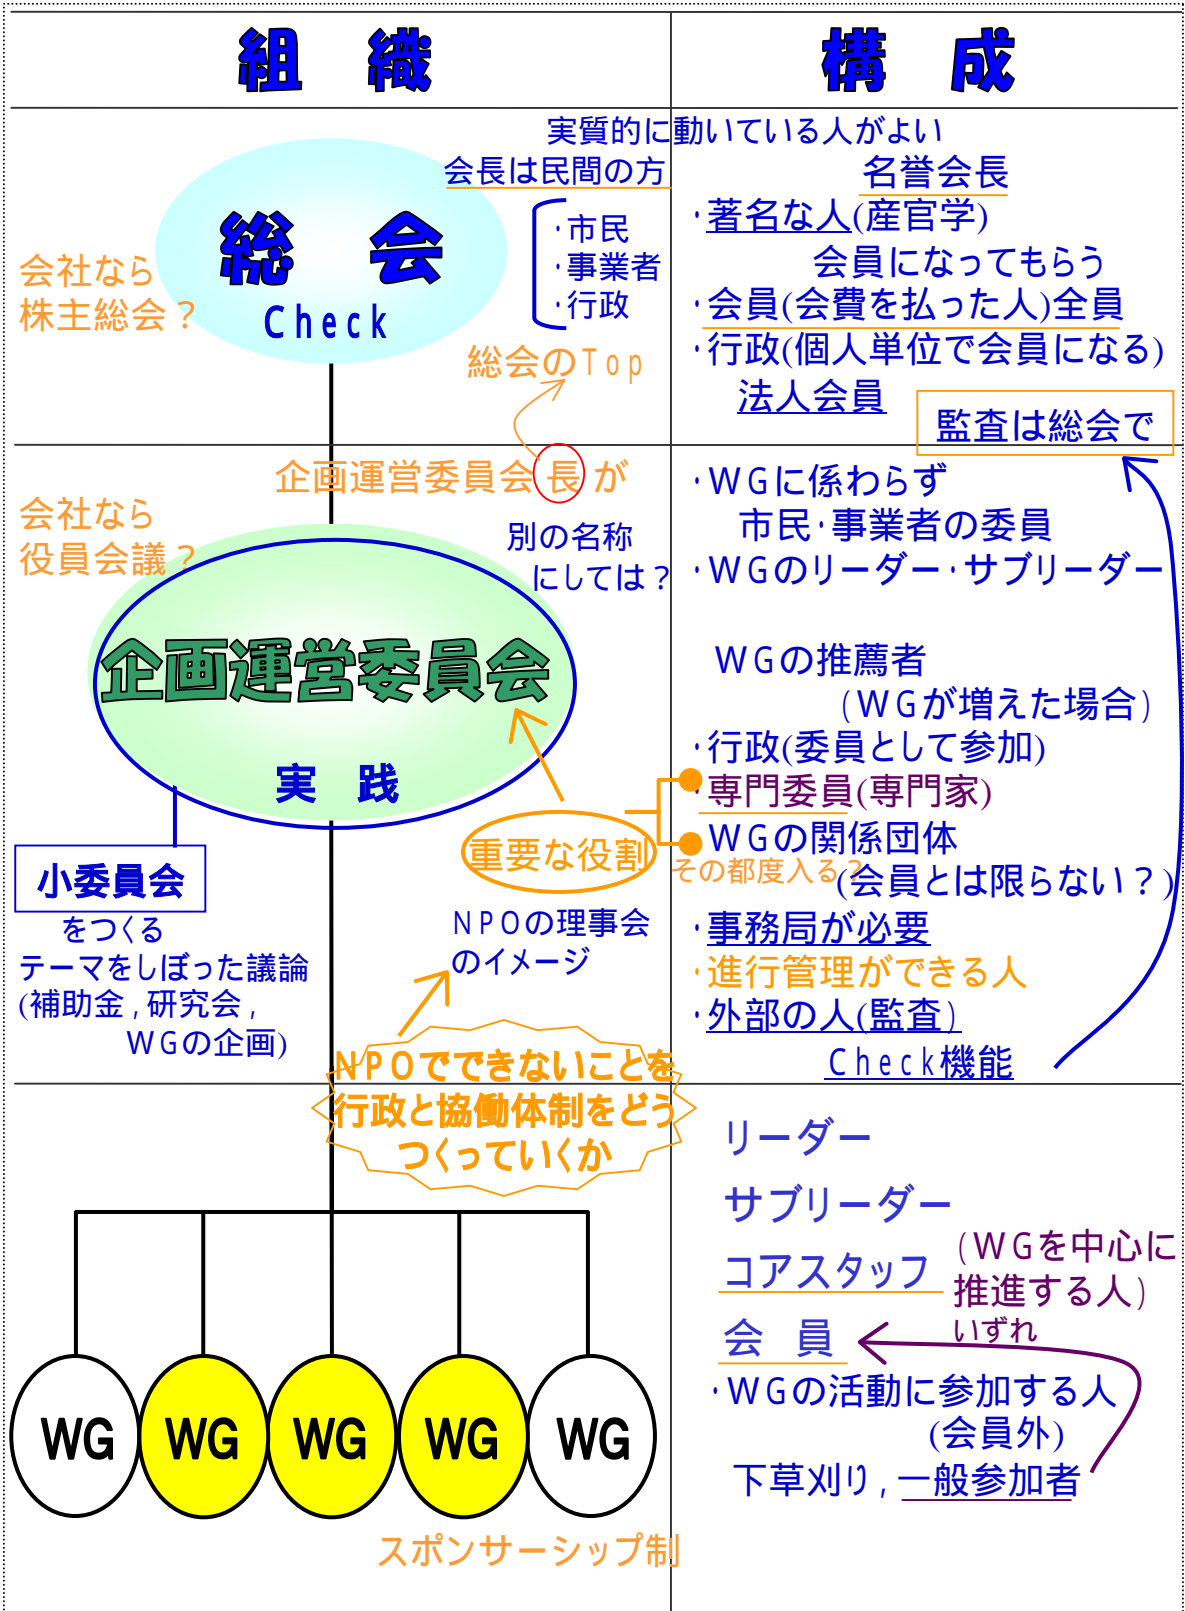 組 織
構 成
実質的に動いている人がよい
会長は民間の方
・市民
・事業者
・行政
総 会
Check
会社なら
株主総会?
総会のTop
名誉会長
・著名な人(産官学)
会員になってもらう
・会員(会費を払った人)全員
・行政(個人単位で会員になる)
法人会員
監査は総会で
企画運営委員会長が
会社なら
役員会議?
別の名称
にしては?
企画運営委員会
実 践
小委員会
をつくる
テーマをしぼった議論
(補助金,研究会,
WGの企画)
重要な役割
NPOの理事会
のイメージ
・WGに係わらず
市民・事業者の委員
・WGのリーダー・サブリーダー
WGの推薦者
(WGが増えた場合)
・行政(委員として参加)
・専門委員(専門家)
WGの関係団体
その都度入る?
(会員とは限らない?)
・事務局が必要
・進行管理ができる人
・外部の人(監査)
Check機能
NPOでできないことを
行政と協働体制をどう
つくっていくか
WG
WG
WG
WG
WG
スポンサーシップ制
リーダー
サブリーダー
コアスタッフ
(WGを中心に
推進する人)
いずれ
会 員
・WGの活動に参加する人
(会員外)
下草刈り,一般参加者